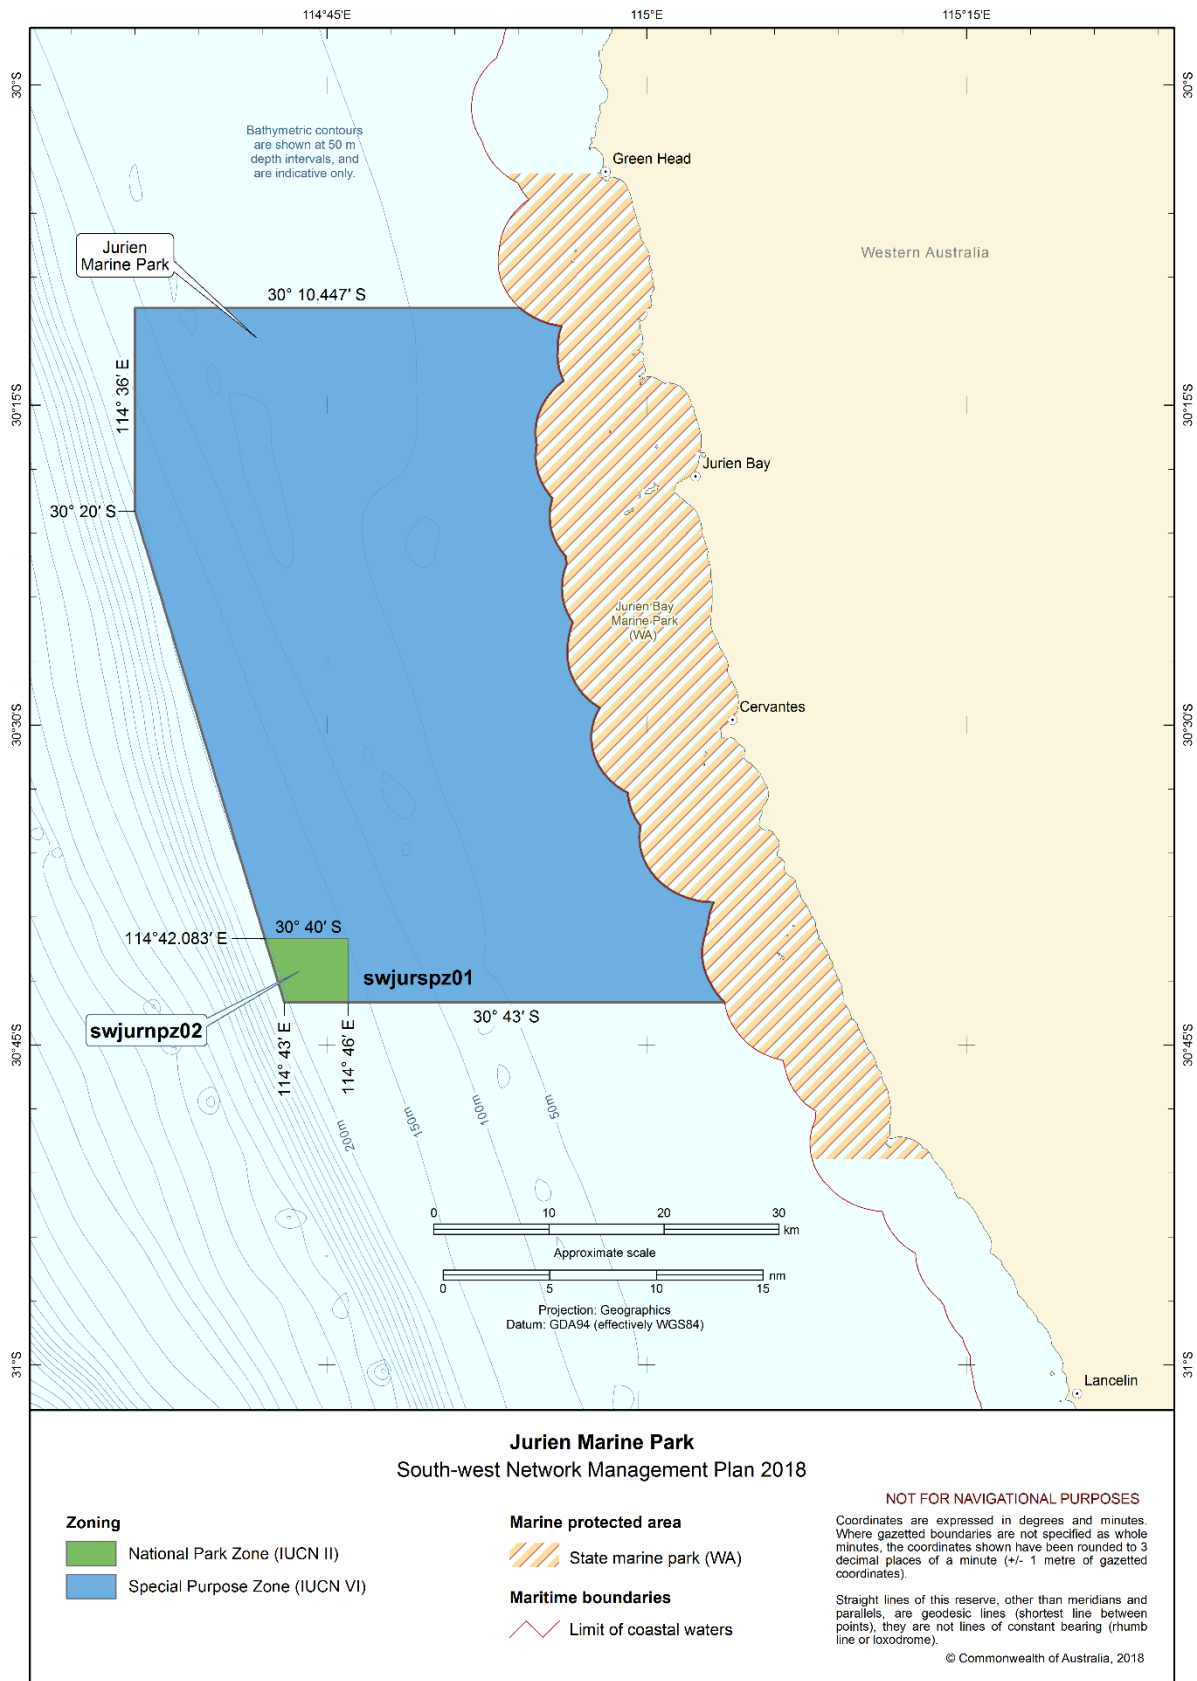 114°45'E
115°E
115°15'E
30°S
30°S
Bathymetric contours
are shown at 50 m
depth intervals, and
are indicative only.
Green Head
Jurien
Marine Park
Western Australia
30° 10.447' S
114° 36' E
30°15'S
30°15'S
Jurien Bay
30° 20' S
Jurien Bay
Marine Park
(WA)
Cervantes
30°30'S
30°30'S
30° 40' S
114°42.083' E
swjurspz01
swjurnpz02
30° 43' S
114° 43' E
114° 46' E
30°45'S
30°45'S
200m
150m
100m
50m
0 10 20 30
km
Approximate scale
nm
0 5 10 15
Projection: Geographics
Datum: GDA94 (effectively WGS84)
31°S
31°S
Lancelin
Jurien Marine Park
South-west Network Management Plan 2018
Zoning
National Park Zone (IUCN II)
Special Purpose Zone (IUCN VI)
Marine protected area
State marine park (WA)
Maritime boundaries
Limit of coastal waters
NOT FOR NAVIGATIONAL PURPOSES
Coordinates are expressed in degrees and minutes.
Where gazetted boundaries are not specified as whole
minutes, the coordinates shown have been rounded to 3
decimal places of a minute (+/- 1 metre of gazetted
coordinates).
Straight lines of this reserve, other than meridians and
parallels, are geodesic lines (shortest line between
points), they are not lines of constant bearing (rhumb
line or loxodrome).
© Commonwealth of Australia, 2018